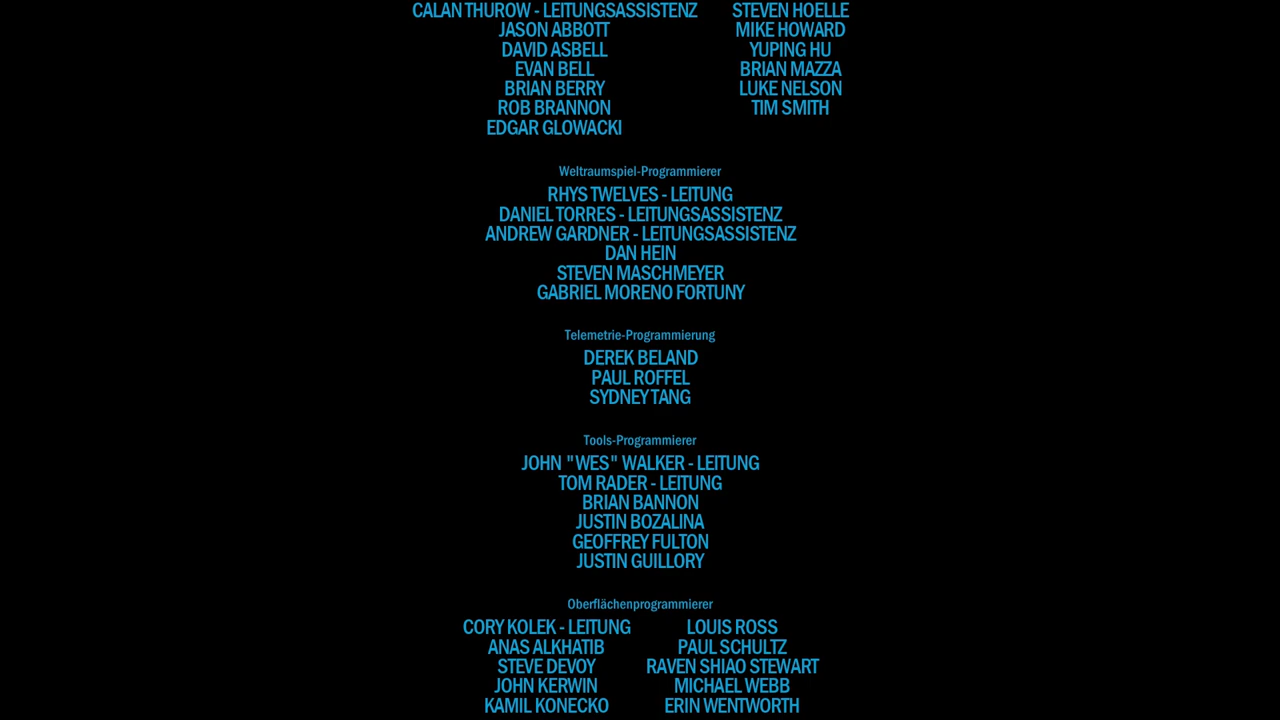 CALAN THUROW - LEITUNGSASSISTENZ
JASON ABBOTT
DAVID ASBELL
EVAN BELL
BRIAN BERRY
ROB BRANNON
EDGAR GLOWACKI
STEVEN HOELLE
MIKE HOWARD
YUPING HU
BRIAN MAZZA
LUKE NELSON
TIM SMITH
Weltraumspiel-Programmierer
RHYS TWELVES - LEITUNG
DANIEL TORRES - LEITUNGSASSISTENZ
ANDREW GARDNER - LEITUNGSASSISTENZ
DAN HEIN
STEVEN MASCHMEYER
GABRIEL MORENO FORTUNY
Telemetrie-Programmierung
DEREK BELAND
PAUL ROFFEL
SYDNEY TANG
Tools-Programmierer
JOHN "WES" WALKER - LEITUNG
TOM RADER - LEITUNG
BRIAN BANNON
JUSTIN BOZALINA
GEOFFREY FULTON
JUSTIN GUILLORY
Oberflächenprogrammierer
CORY KOLEK - LEITUNG
ANAS ALKHATIB
STEVE DEVOY
JOHN KERWIN
KAMIL KONECKO
LOUIS ROSS
PAUL SCHULTZ
RAVEN SHIAO STEWART
MICHAEL WEBB
ERIN WENTWORTH